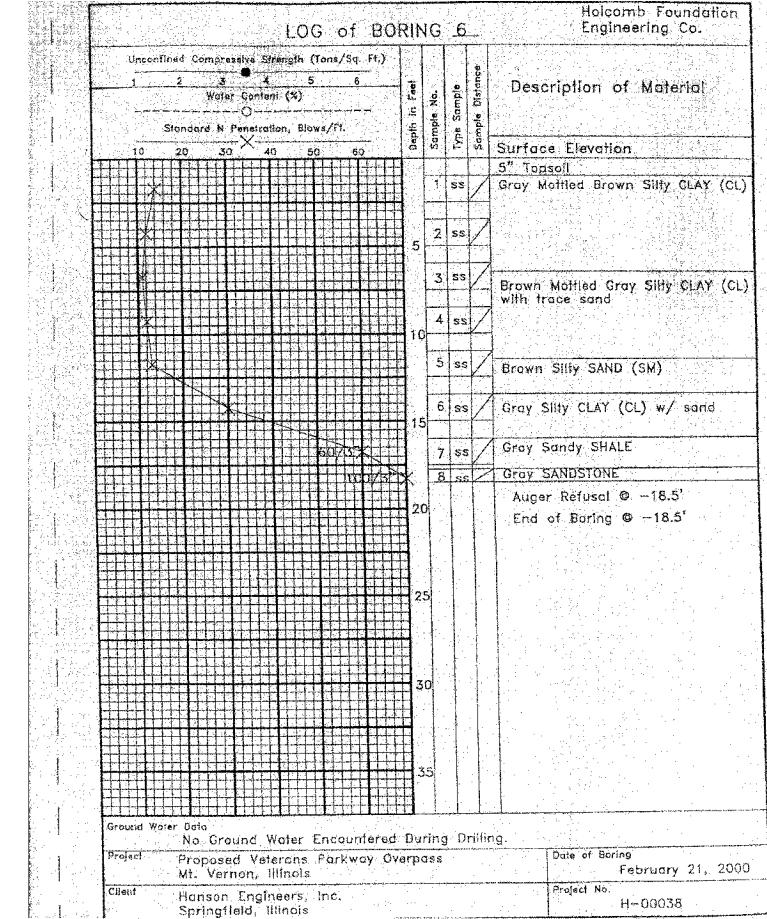 Holcomb Foundation
Engineering Co.
LOG of BORING 6
Unconfined Compressive Strength (Tons/Sq. Ft.)
1 2 3 4 5 6
Water Content (%)
Standard N Penetration, Blows/Ft.
10 20 30 40 50 60
Depth in Feet
Sample No.
Type Sample
Sample Distance
Description of Material
Surface Elevation
5" Topsoil
1 ss Gray Mottled Brown Silty CLAY (CL)
2 ss
5
3 ss Brown Mottled Gray Silty CLAY (CL)
with trace sand
4 ss
10
5 ss Brown Silty SAND (SM)
6 ss Gray Silty CLAY (CL) w/ sand
15
60/3" 7 ss Gray Sandy SHALE
100/3" 8 ss Gray SANDSTONE
Auger Refusal @ -18.5'
20
End of Boring @ -18.5'
25
30
35
Ground Water Data
No Ground Water Encountered During Drilling.
Project Proposed Veterans Parkway Overpass
Mt. Vernon, Illinois
Date of Boring
February 21, 2000
Client Hanson Engineers, Inc.
Springfield, Illinois
Project No.
H-00038